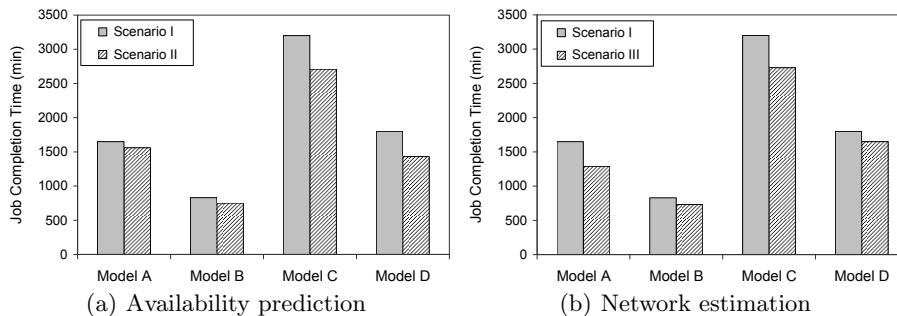 3500
3000
2500
2000
1500
1000
500
0
Job Completion Time (min)
Scenario I
Scenario II
Model A Model B Model C Model D
(a) Availability prediction
3500
3000
2500
2000
1500
1000
500
0
Job Completion Time (min)
Scenario I
Scenario III
Model A Model B Model C Model D
(b) Network estimation